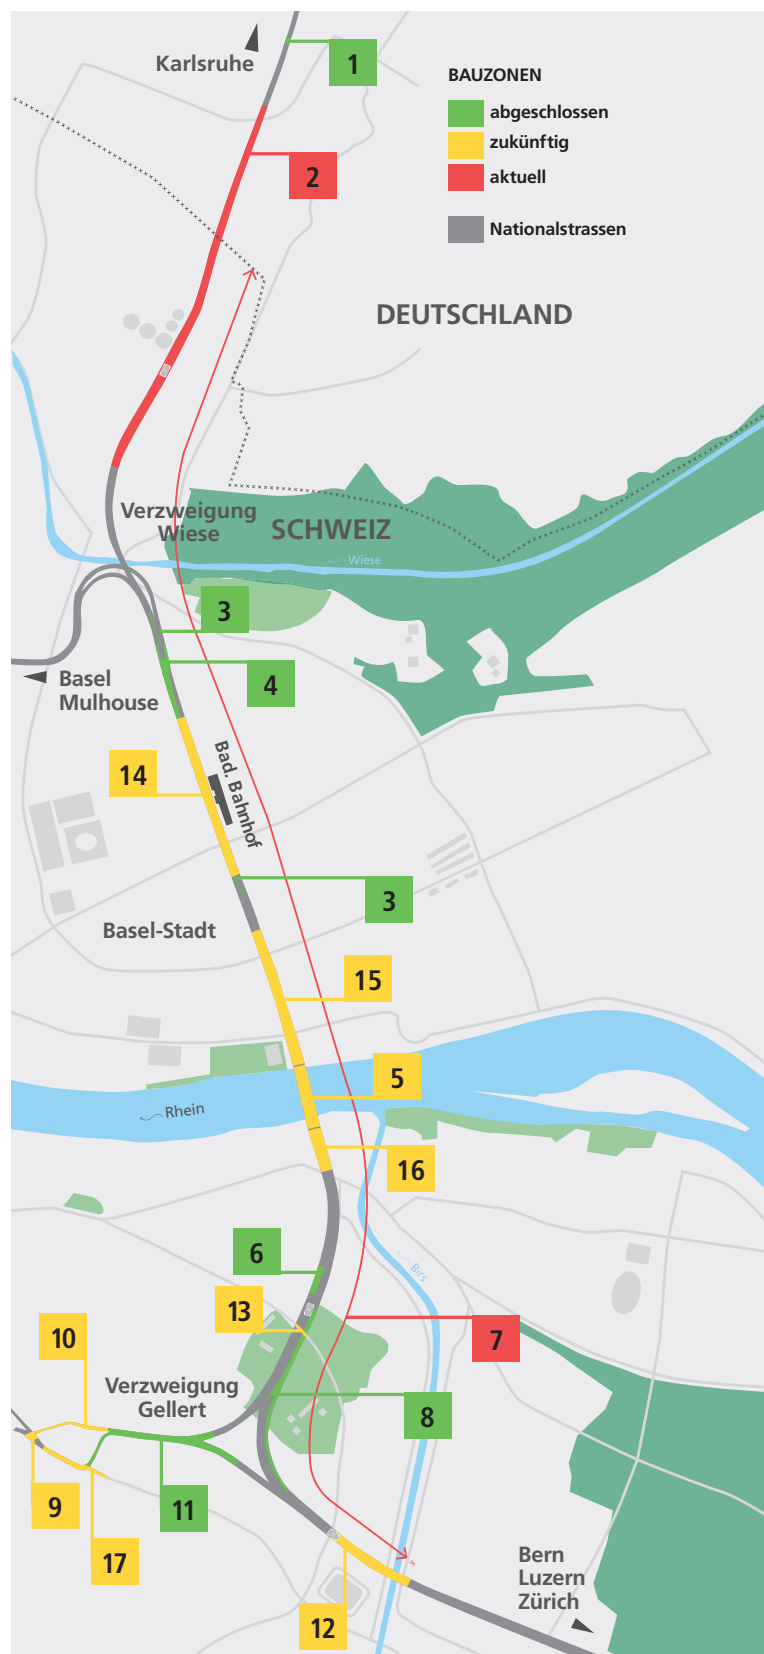 Karlsruhe
1
BAUZONEN
abgeschlossen
zukünftig
aktuell
Nationalstrassen
2
DEUTSCHLAND
Verzweigung
Wiese
SCHWEIZ
Wiese
3
4
Basel
Mulhouse
14
Bad. Bahnhof
3
Basel-Stadt
15
5
Rhein
16
6
Birs
13
7
10
Verzweigung
Gellert
8
9
11
17
Bern
Luzern
Zürich
12